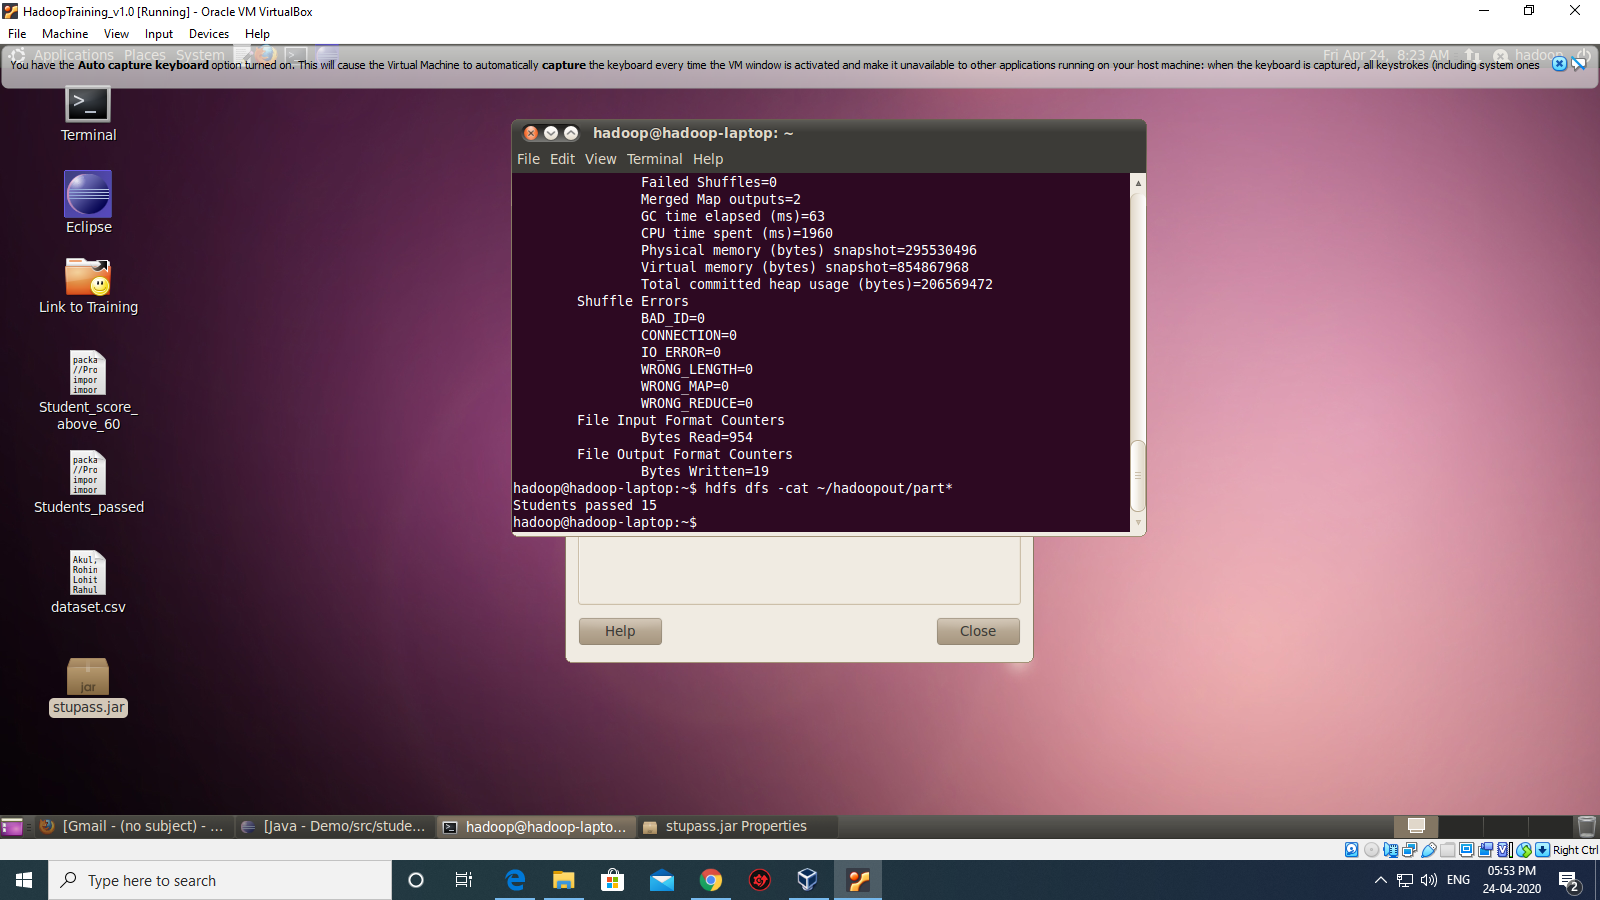 HadoopTraining_v1.0 [Running] - Oracle VM VirtualBox
File Machine View Input Devices Help
Applications Places System Fri Apr 24, 8:23 AM hadoop
You have the Auto capture keyboard option turned on. This will cause the Virtual Machine to automatically capture the keyboard every time the VM window is activated and make it unavailable to other applications running on your host machine: when the keyboard is captured, all keystrokes (including system ones
Terminal
Eclipse
Link to Training
packa
//Pro
impor
impor
Student_score_
above_60
packa
//Pro
impor
impor
Students_passed
Akul,
Rohin
Lohit
Rahul
dataset.csv
jar
stupass.jar
hadoop@hadoop-laptop: ~
File Edit View Terminal Help
Failed Shuffles=0
Merged Map outputs=2
GC time elapsed (ms)=63
CPU time spent (ms)=1960
Physical memory (bytes) snapshot=295530496
Virtual memory (bytes) snapshot=854867968
Total committed heap usage (bytes)=206569472
Shuffle Errors
BAD_ID=0
CONNECTION=0
IO_ERROR=0
WRONG_LENGTH=0
WRONG_MAP=0
WRONG_REDUCE=0
File Input Format Counters
Bytes Read=954
File Output Format Counters
Bytes Written=19
hadoop@hadoop-laptop:~$ hdfs dfs -cat ~/hadoopout/part*
Students passed 15
hadoop@hadoop-laptop:~$
Help Close
[Gmail - (no subject) - ... [Java - Demo/src/stude... hadoop@hadoop-lapto... stupass.jar Properties
Right Ctrl
Type here to search
ENG
05:53 PM
24-04-2020
2